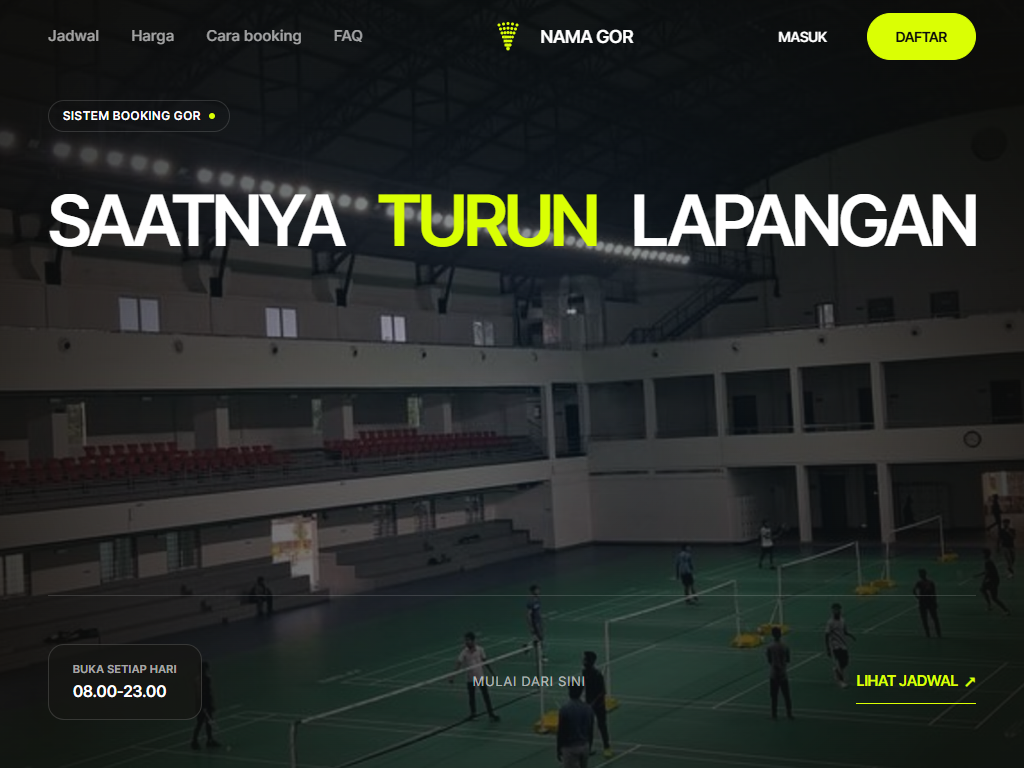 Jadwal
Harga
Cara booking
FAQ
NAMA GOR
MASUK
DAFTAR
SISTEM BOOKING GOR
SAATNYA TURUN LAPANGAN
BUKA SETIAP HARI
08.00-23.00
MULAI DARI SINI
LIHAT JADWAL ↗